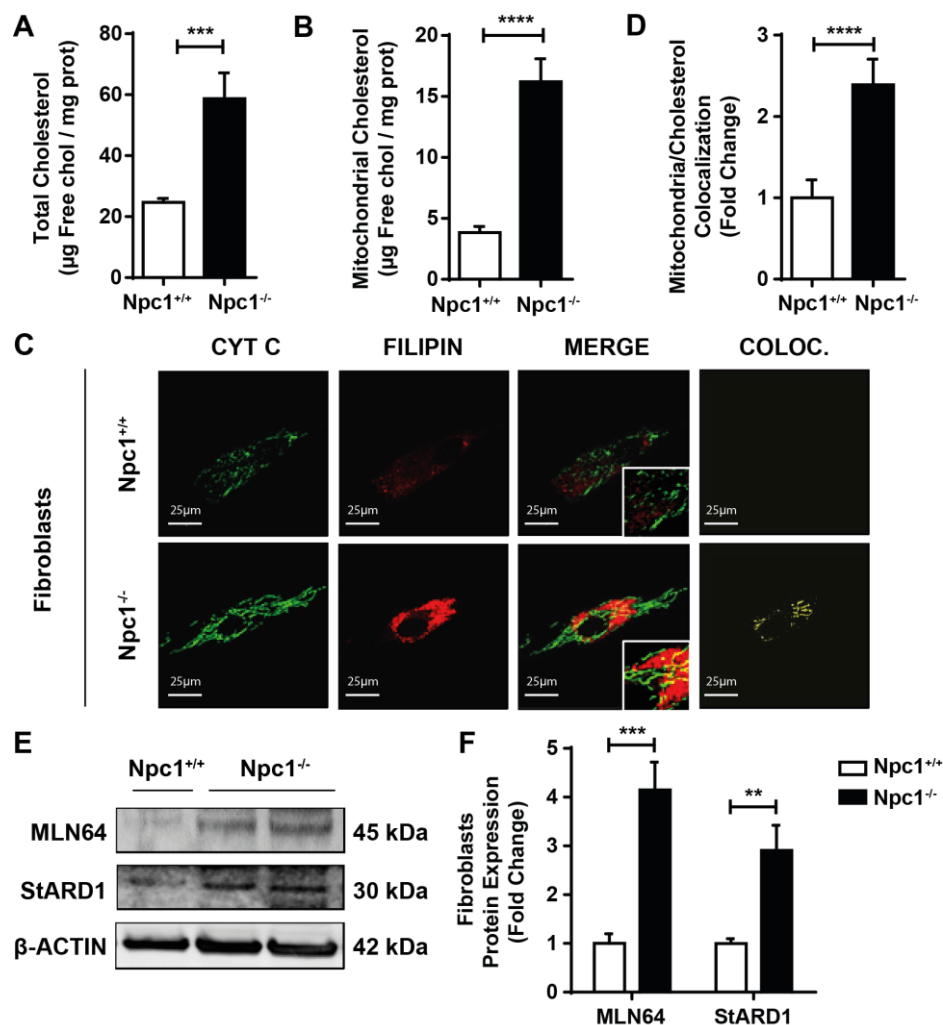 A
***
80
60
40
20
0
Total Cholesterol
(µg Free chol / mg prot)
Npc1+/+ Npc1-/-
B
****
20
15
10
5
0
Mitochondrial Cholesterol
(µg Free chol / mg prot)
Npc1+/+ Npc1-/-
D
****
3
2
1
0
Mitochondria/Cholesterol
Colocalization
(Fold Change)
Npc1+/+ Npc1-/-
C
CYT C FILIPIN MERGE COLOC.
Fibroblasts
Npc1+/+
25µm 25µm 25µm 25µm
Npc1-/-
25µm 25µm 25µm 25µm
E
Npc1+/+ Npc1-/-
MLN64 45 kDa
StARD1 30 kDa
β-ACTIN 42 kDa
F
Fibroblasts
Protein Expression
(Fold Change)
5
4
3
2
1
0
***
**
MLN64 StARD1
Npc1+/+
Npc1-/-